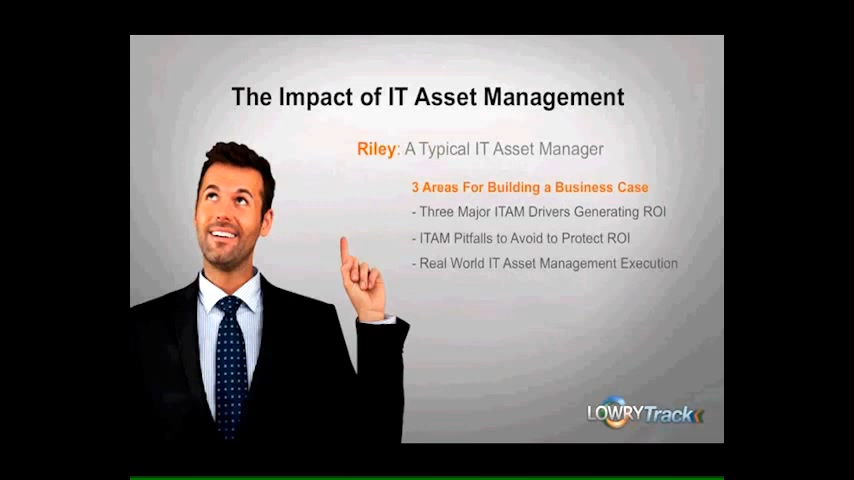 The Impact of IT Asset Management
Riley: A Typical IT Asset Manager
3 Areas For Building a Business Case
- Three Major ITAM Drivers Generating ROI
- ITAM Pitfalls to Avoid to Protect ROI
- Real World IT Asset Management Execution
LOWRYTrack